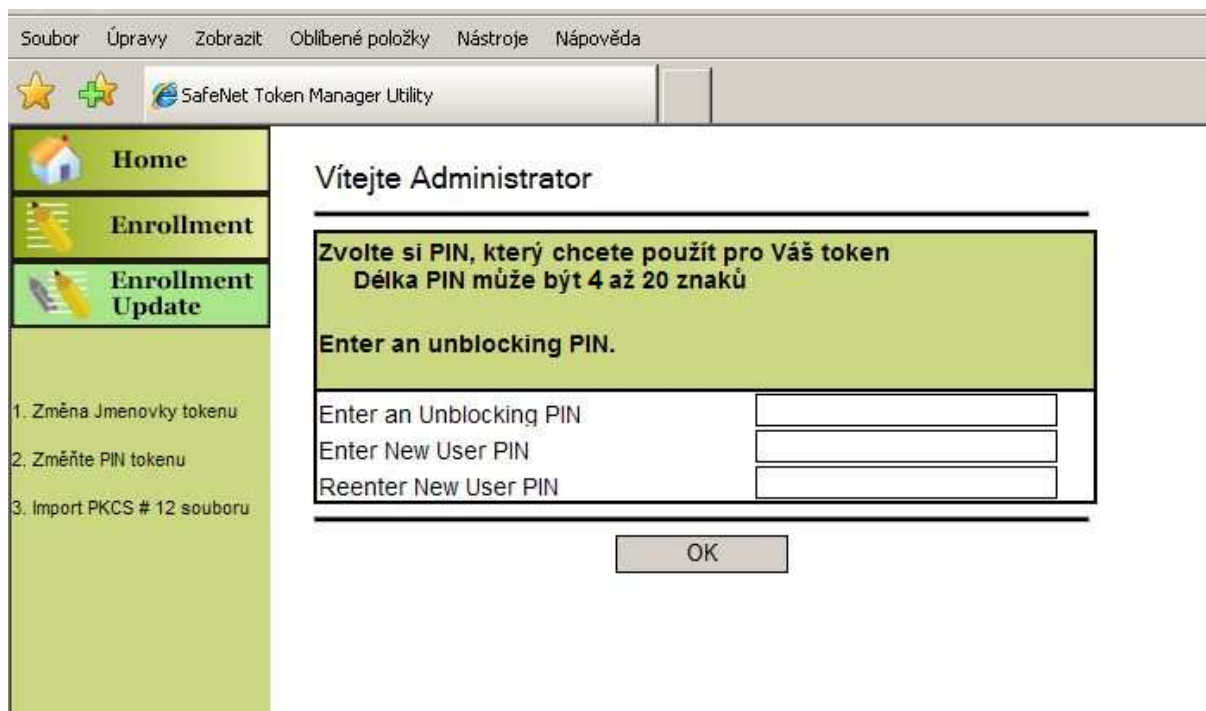 Soubor Úpravy Zobrazit Oblíbené položky Nástroje Nápověda
SafeNet Token Manager Utility
Home
Enrollment
Enrollment
Update
1. Změna Jmenovky tokenu
2. Změňte PIN tokenu
3. Import PKCS # 12 souboru
Vítejte Administrator
Zvolte si PIN, který chcete použít pro Váš token
Délka PIN může být 4 až 20 znaků
Enter an unblocking PIN.
Enter an Unblocking PIN
Enter New User PIN
Reenter New User PIN
OK